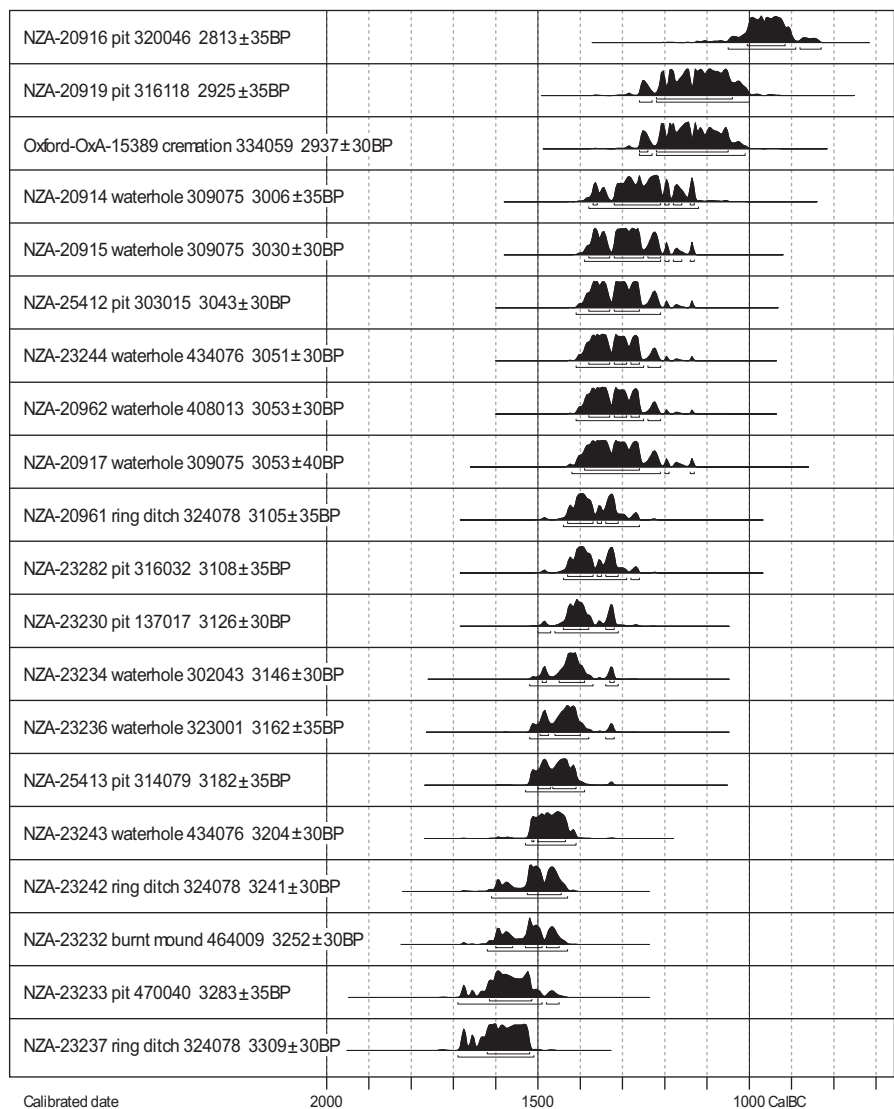 NZA-20916 pit 320046 2813±35BP
NZA-20919 pit 316118 2925±35BP
Oxford-OxA-15389 cremation 334059 2937±30BP
NZA-20914 waterhole 309075 3006±35BP
NZA-20915 waterhole 309075 3030±30BP
NZA-25412 pit 303015 3043±30BP
NZA-23244 waterhole 434076 3051±30BP
NZA-20962 waterhole 408013 3053±30BP
NZA-20917 waterhole 309075 3053±40BP
NZA-20961 ring ditch 324078 3105±35BP
NZA-23282 pit 316032 3108±35BP
NZA-23230 pit 137017 3126±30BP
NZA-23234 waterhole 302043 3146±30BP
NZA-23236 waterhole 323001 3162±35BP
NZA-25413 pit 314079 3182±35BP
NZA-23243 waterhole 434076 3204±30BP
NZA-23242 ring ditch 324078 3241±30BP
NZA-23232 burnt mound 464009 3252±30BP
NZA-23233 pit 470040 3283±35BP
NZA-23237 ring ditch 324078 3309±30BP
Calibrated date 2000 1500 1000 CalBC